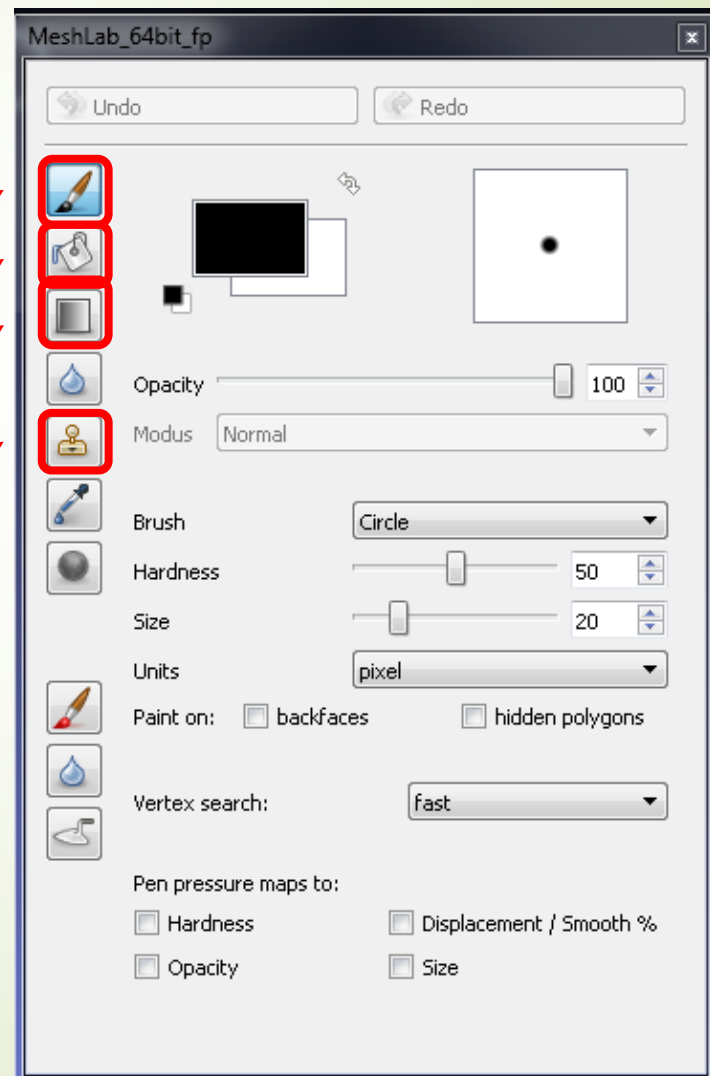 MeshLab_64bit_fp
Undo Redo
Opacity 100
Modus Normal
Brush Circle
Hardness 50
Size 20
Units pixel
Paint on: backfaces hidden polygons
Vertex search: fast
Pen pressure maps to:
Hardness Displacement / Smooth %
Opacity Size